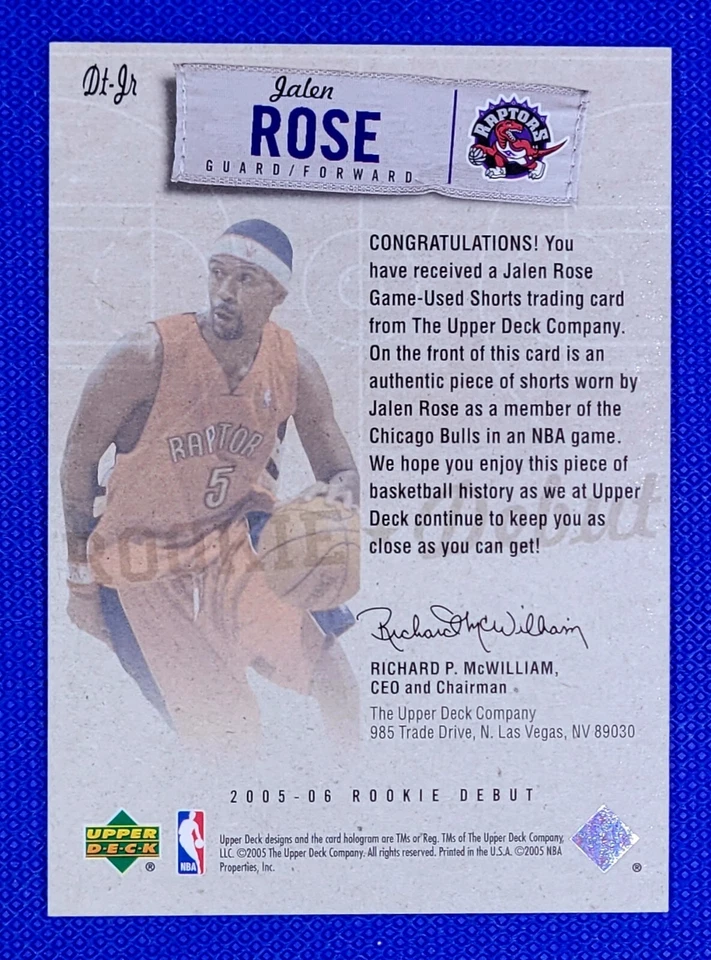 Dt-Jr
Jalen
ROSE
GUARD/FORWARD
RAPTORS
CONGRATULATIONS! You
have received a Jalen Rose
Game-Used Shorts trading card
from The Upper Deck Company.
On the front of this card is an
authentic piece of shorts worn by
Jalen Rose as a member of the
Chicago Bulls in an NBA game.
We hope you enjoy this piece of
basketball history as we at Upper
Deck continue to keep you as
close as you can get!
RAPTOR
5
ROOKIE Debut
Richard P. McWilliam
RICHARD P. McWILLIAM,
CEO and Chairman
The Upper Deck Company
985 Trade Drive, N. Las Vegas, NV 89030
2005-06 ROOKIE DEBUT
UPPER
DECK
®
NBA
Upper Deck designs and the card hologram are TMs or Reg. TMs of The Upper Deck Company,
LLC. ©2005 The Upper Deck Company. All rights reserved. Printed in the U.S.A. ©2005 NBA
Properties, Inc.
®